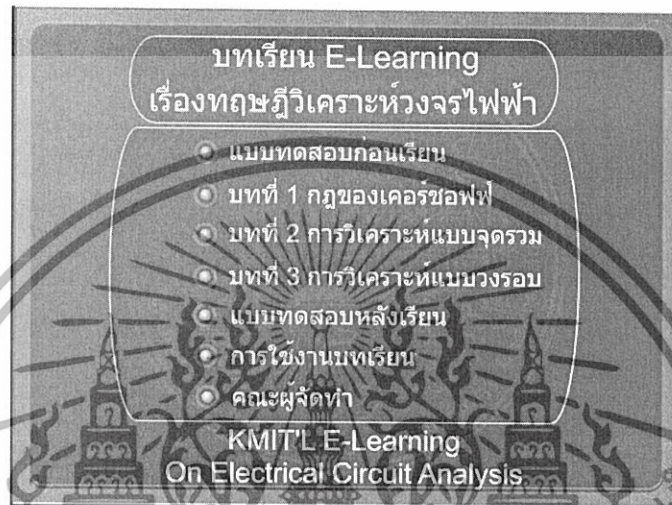 บทเรียน E-Learning
เรื่องทฤษฎีวิเคราะห์วงจรไฟฟ้า
แบบทดสอบก่อนเรียน
บทที่ 1 กฎของเคอร์ชอฟฟ์
บทที่ 2 การวิเคราะห์แบบจุดรวม
บทที่ 3 การวิเคราะห์แบบวงรอบ
แบบทดสอบหลังเรียน
การใช้งานบทเรียน
คณะผู้จัดทำ
KMIT'L E-Learning
On Electrical Circuit Analysis